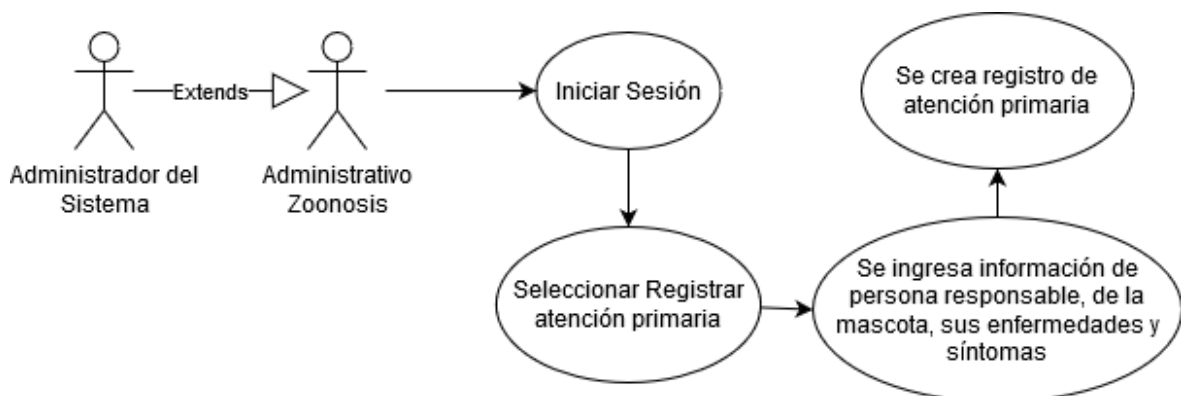 Extends
Administrador del
Sistema
Administrativo
Zoonosis
Iniciar Sesión
Seleccionar Registrar
atención primaria
Se ingresa información de
persona responsable, de la
mascota, sus enfermedades y
síntomas
Se crea registro de
atención primaria